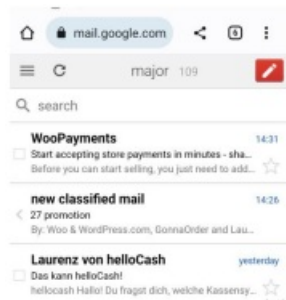 mail.google.com 6
major 109
search
WooPayments 14:31
Start accepting store payments in minutes - sha...
Before you can start selling, you just need to add...
new classified mail 14:26
27 promotion
By: Woo & WordPress.com, GonnaOrder and Lau...
Laurenz von helloCash yesterday
Das kann helloCash!
hellocash Hallo! Du fragst dich, welche Kassensy...